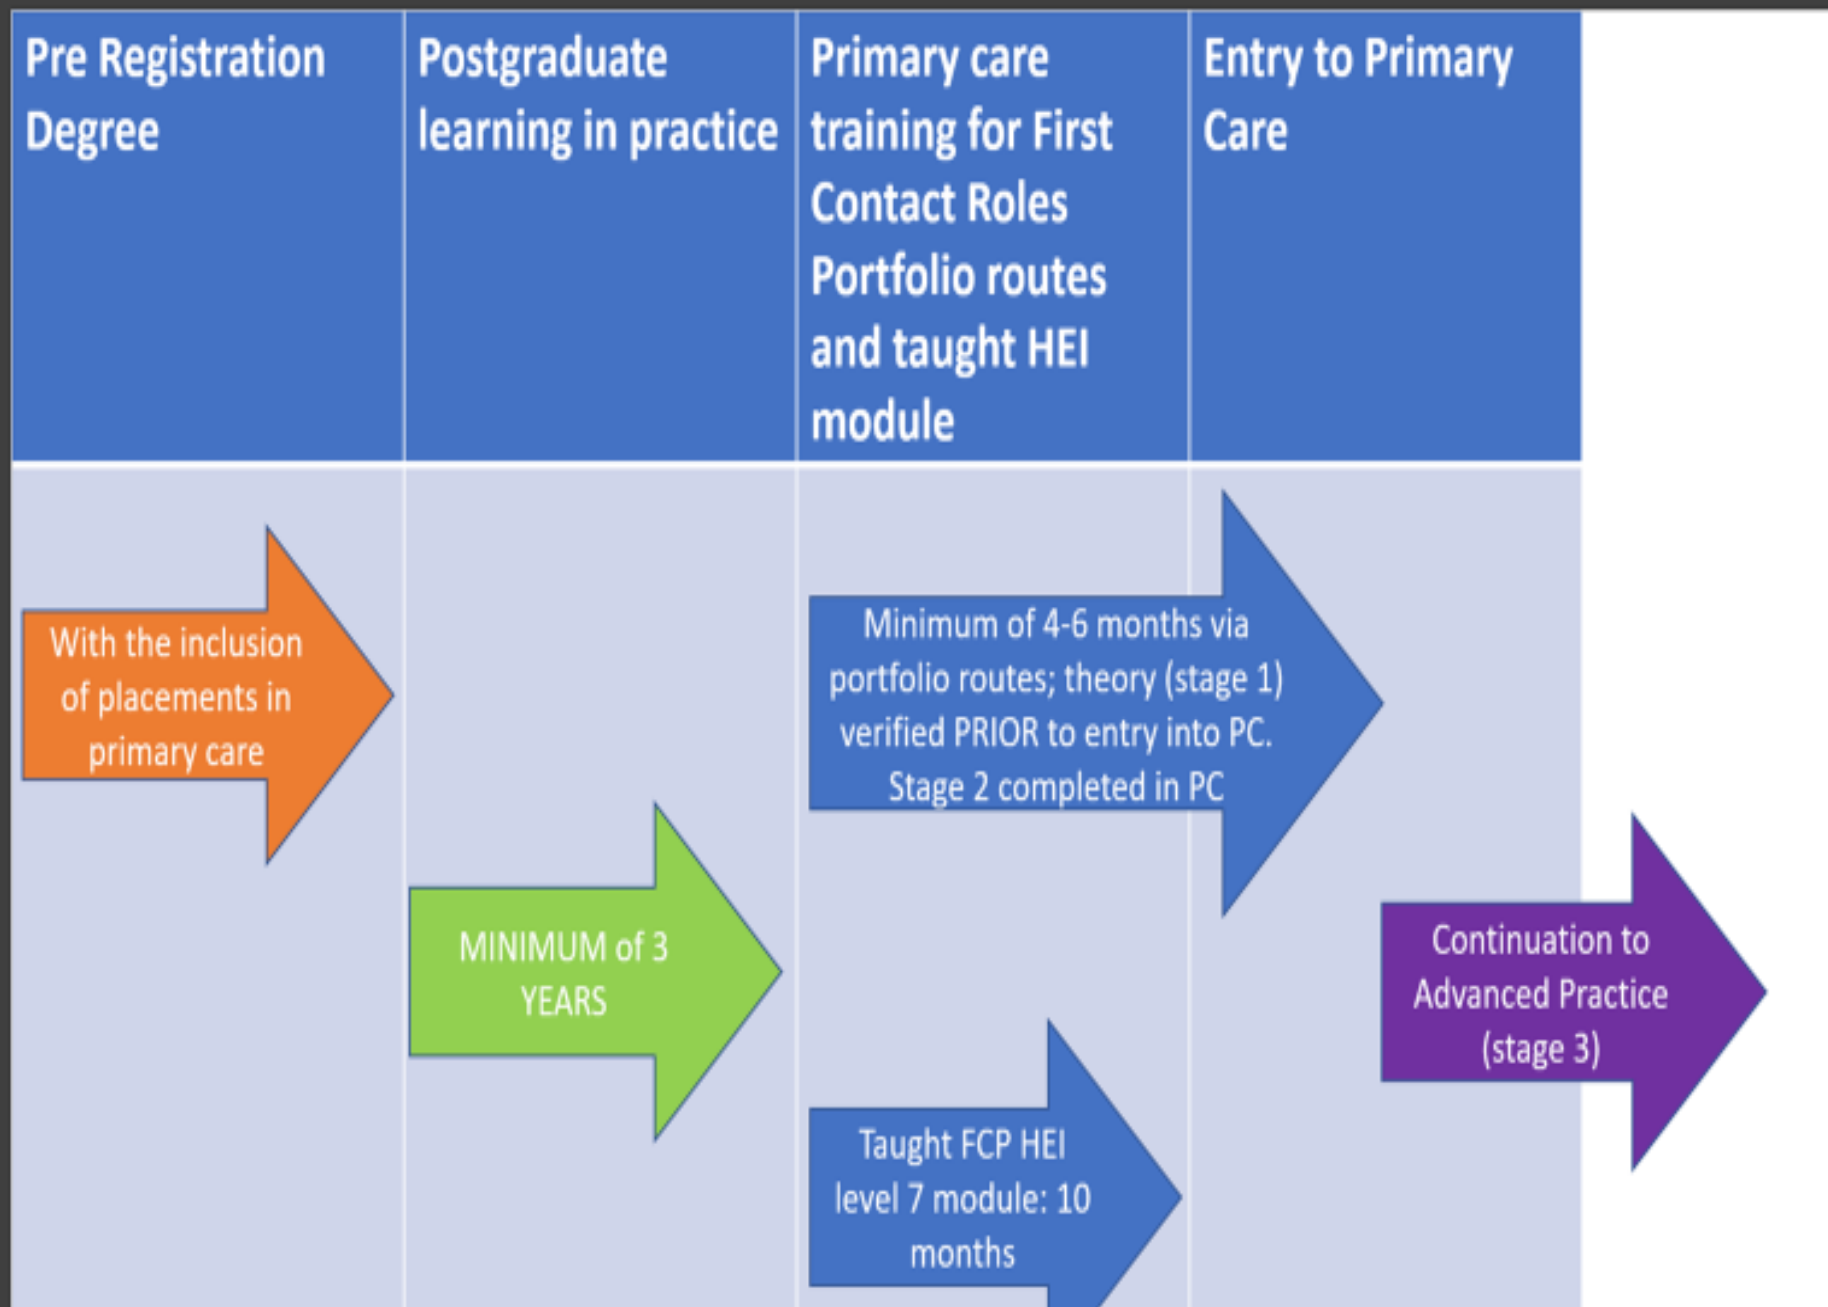 Pre Registration
Degree
Postgraduate
learning in practice
Primary care
training for First
Contact Roles
Portfolio routes
and taught HEI
module
Entry to Primary
Care
With the inclusion
of placements in
primary care
MINIMUM of 3
YEARS
Minimum of 4-6 months via
portfolio routes; theory (stage 1)
verified PRIOR to entry into PC.
Stage 2 completed in PC
Taught FCP HEI
level 7 module: 10
months
Continuation to
Advanced Practice
(stage 3)